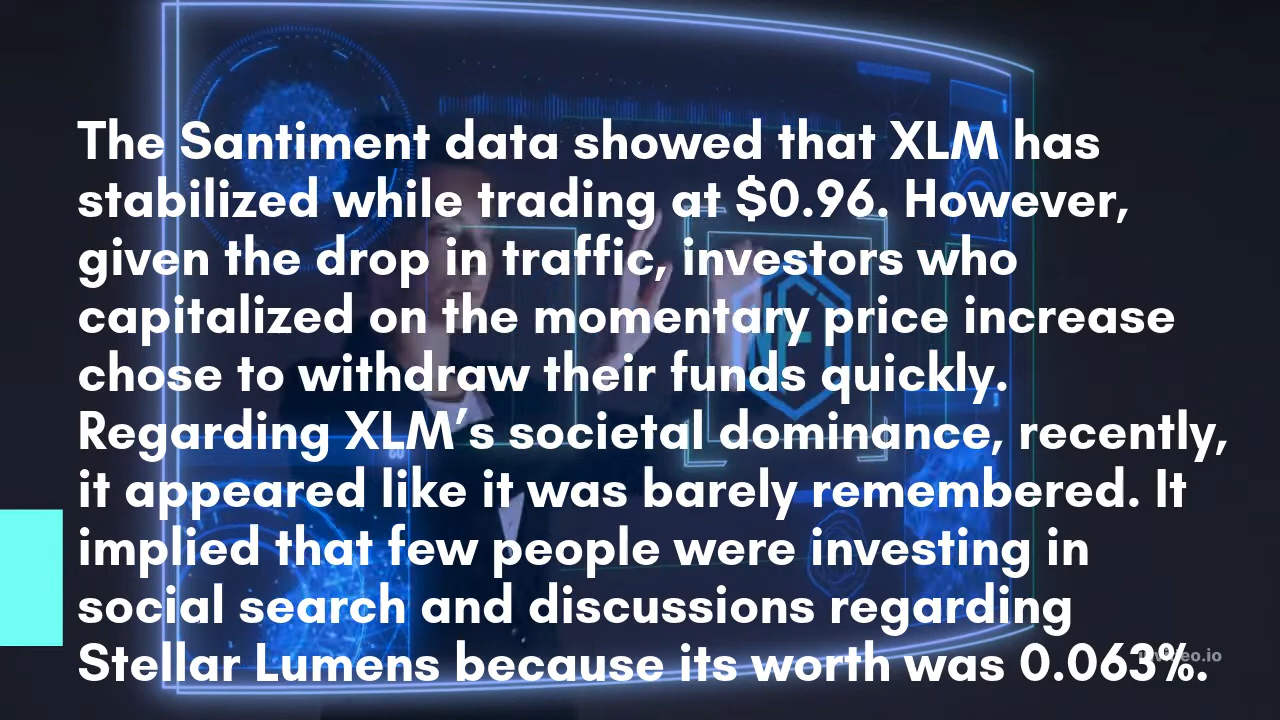 The Santiment data showed that XLM has
stabilized while trading at $0.96. However,
given the drop in traffic, investors who
capitalized on the momentary price increase
chose to withdraw their funds quickly.
Regarding XLM’s societal dominance, recently,
it appeared like it was barely remembered. It
implied that few people were investing in
social search and discussions regarding
Stellar Lumens because its worth was 0.063%.
NFT